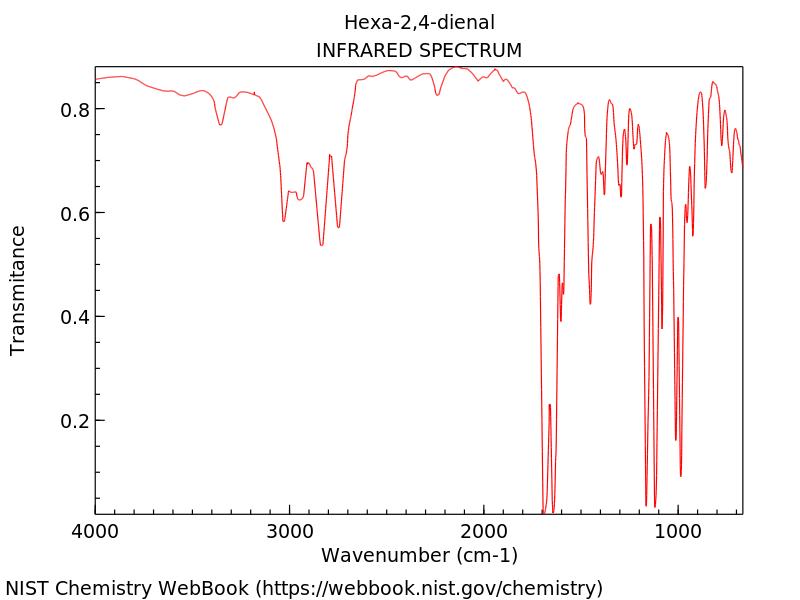 Hexa-2,4-dienal
INFRARED SPECTRUM
Transmitance
0.8
0.6
0.4
0.2
4000 3000 2000 1000
Wavenumber (cm-1)
NIST Chemistry WebBook (https://webbook.nist.gov/chemistry)